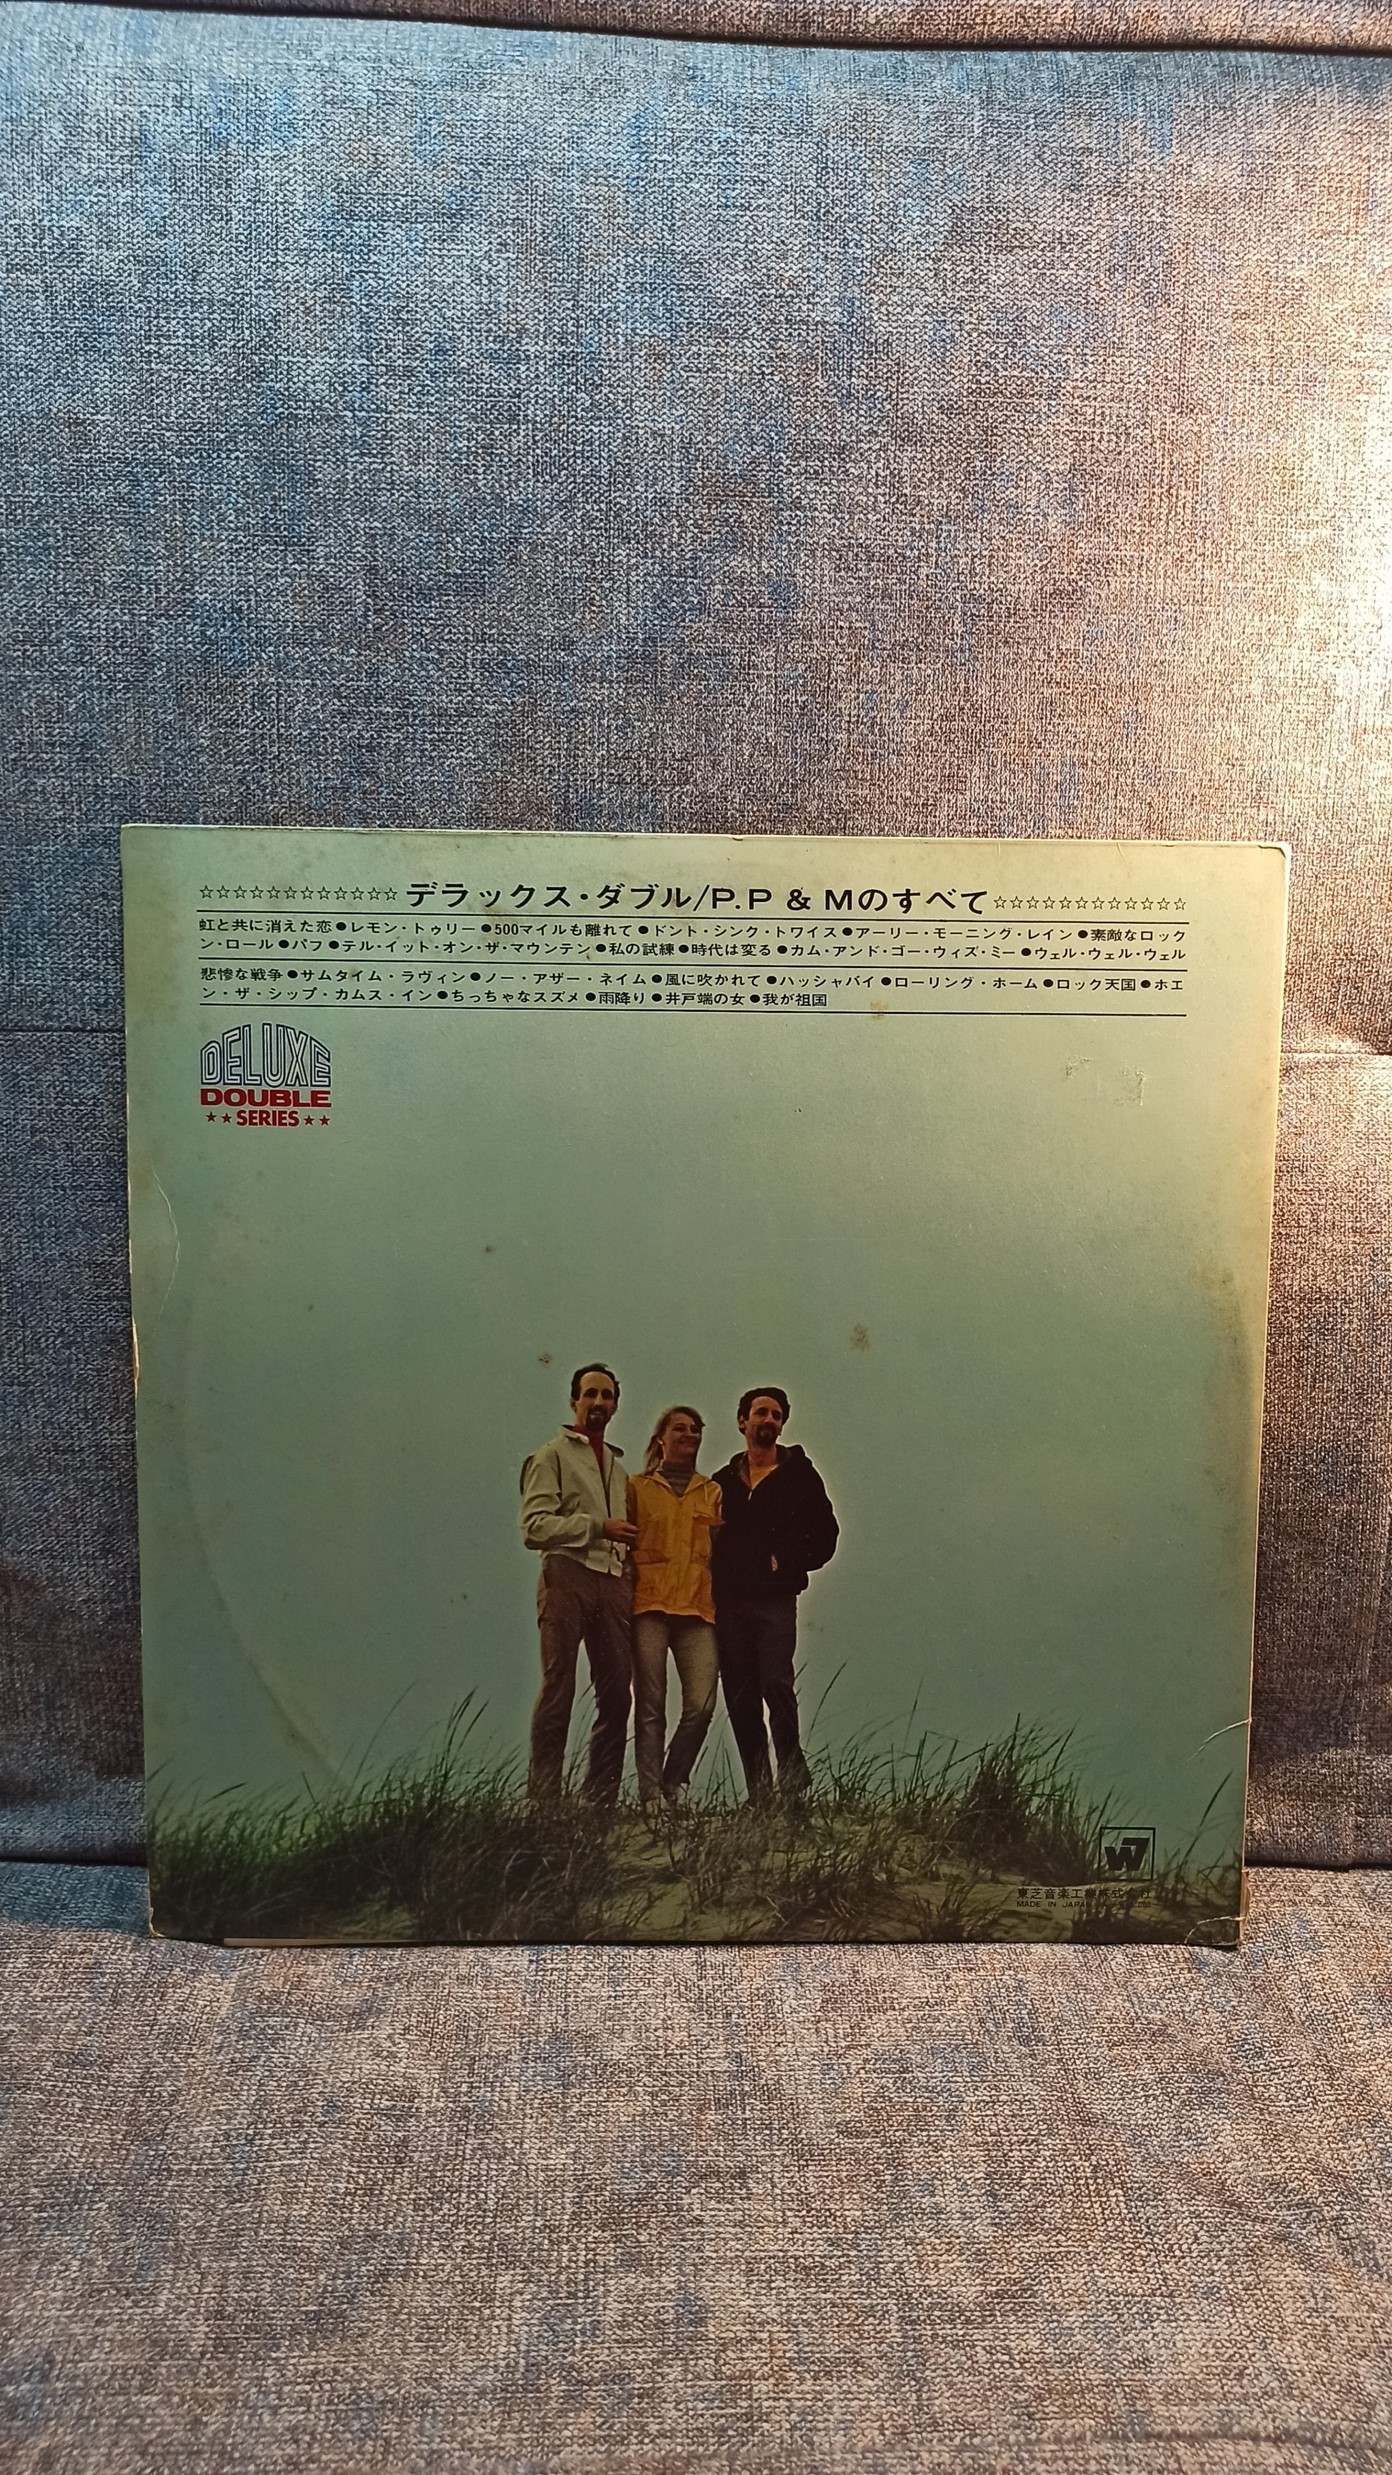 ☆☆☆☆☆☆☆☆☆☆☆☆ デラックス・ダブル/P.P & Mのすべて ☆☆☆☆☆☆☆☆☆☆☆☆
虹と共に消えた恋●レモン・トゥリー●500マイルも離れて●ドント・シンク・トワイス●アーリー・モーニング・レイン●素敵なロック
ン・ロール●パフ●テル・イット・オン・ザ・マウンテン●私の試練●時代は変る●カム・アンド・ゴー・ウィズ・ミー●ウェル・ウェル・ウェル
悲惨な戦争●サムタイム・ラヴィン●ノー・アザー・ネイム●風に吹かれて●ハッシャバイ●ローリング・ホーム●ロック天国●ホエ
ン・ザ・シップ・カムス・イン●ちっちゃなスズメ●雨降り●井戸端の女●我が祖国
DELUXE
DOUBLE
★★SERIES★★
W7
東芝音楽工業株式会社
MADE IN JAPAN